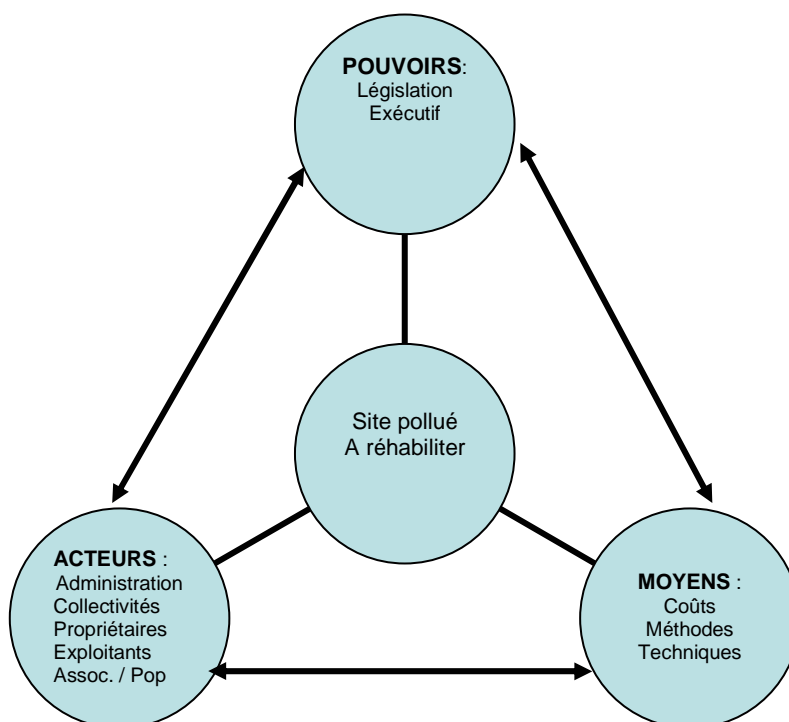 POUVOIRS:
Législation
Exécutif
Site pollué
A réhabiliter
ACTEURS :
Administration
Collectivités
Propriétaires
Exploitants
Assoc. / Pop
MOYENS :
Coûts
Méthodes
Techniques